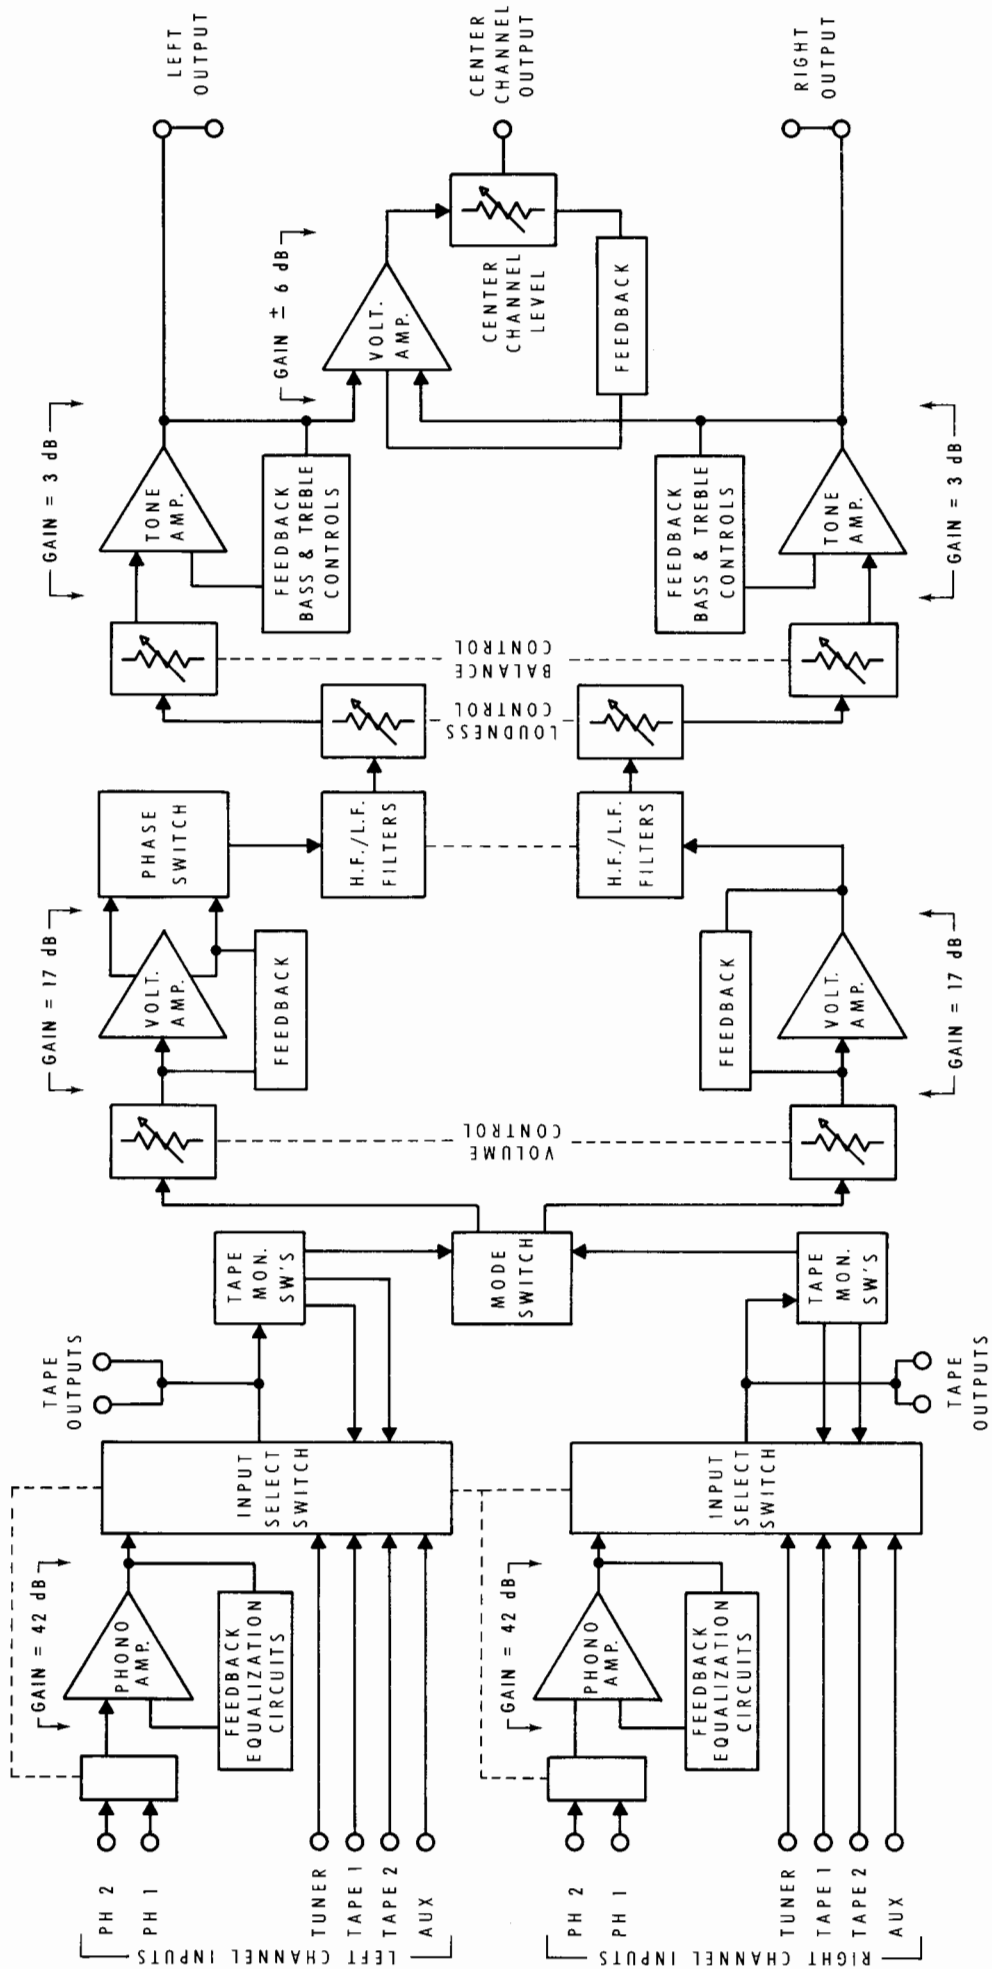 LEFT CHANNEL INPUTS
PH 2
PH 1
TUNER
TAPE 1
TAPE 2
AUX
GAIN = 42 dB
PHONO
AMP.
FEEDBACK
EQUALIZATION
CIRCUITS
INPUT
SELECT
SWITCH
TAPE
OUTPUTS
TAPE
MON.
SW'S
MODE
SWITCH
VOLUME
CONTROL
GAIN = 17 dB
VOLT.
AMP.
FEEDBACK
PHASE
SWITCH
H.F./L.F.
FILTERS
LOUDNESS
CONTROL
BALANCE
CONTROL
GAIN = 3 dB
TONE
AMP.
FEEDBACK
BASS & TREBLE
CONTROLS
GAIN ± 6 dB
VOLT.
AMP.
CENTER
CHANNEL
LEVEL
FEEDBACK
LEFT
OUTPUT
CENTER
CHANNEL
OUTPUT
RIGHT
OUTPUT
RIGHT CHANNEL INPUTS
PH 2
PH 1
TUNER
TAPE 1
TAPE 2
AUX
GAIN = 42 dB
PHONO
AMP.
FEEDBACK
EQUALIZATION
CIRCUITS
INPUT
SELECT
SWITCH
TAPE
OUTPUTS
TAPE
MON.
SW'S
FEEDBACK
VOLT.
AMP.
GAIN = 17 dB
H.F./L.F.
FILTERS
FEEDBACK
BASS & TREBLE
CONTROLS
TONE
AMP.
GAIN = 3 dB